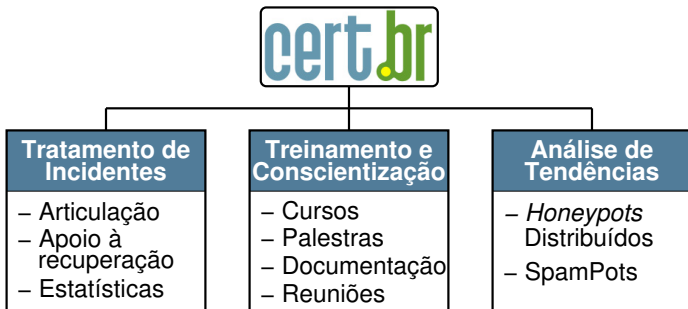 cert.br
Tratamento de
Incidentes
– Articulação
– Apoio à
recuperação
– Estatísticas
Treinamento e
Conscientização
– Cursos
– Palestras
– Documentação
– Reuniões
Análise de
Tendências
– Honeypots
Distribuídos
– SpamPots